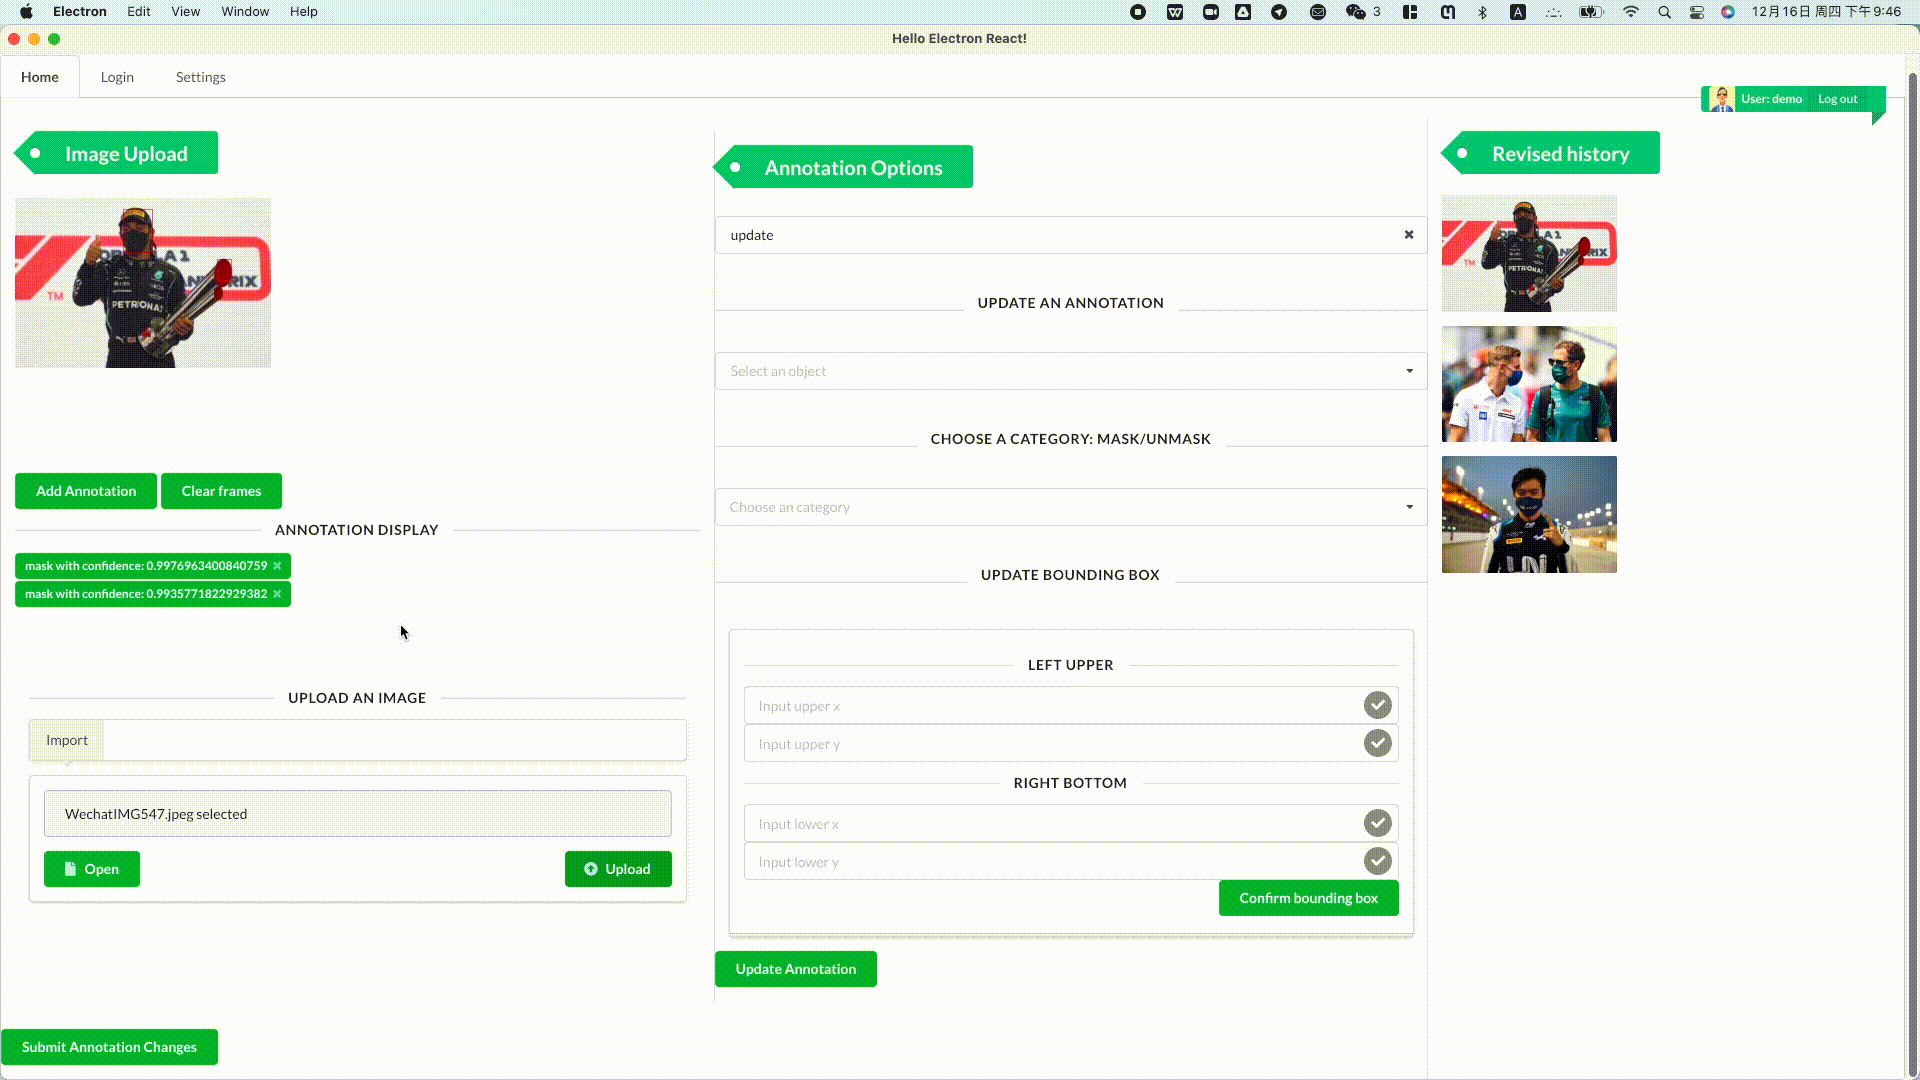 Electron Edit View Window Help
3
A
12月16日 周四 下午9:46
Hello Electron React!
Home Login Settings
User: demo Log out
Image Upload
TM
PETRONAS
Add Annotation Clear frames
ANNOTATION DISPLAY
mask with confidence: 0.9976963400840759
mask with confidence: 0.9935771822929382
UPLOAD AN IMAGE
Import
WechatIMG547.jpeg selected
Open Upload
Submit Annotation Changes
Annotation Options
update
UPDATE AN ANNOTATION
Select an object
CHOOSE A CATEGORY: MASK/UNMASK
Choose an category
UPDATE BOUNDING BOX
LEFT UPPER
Input upper x
Input upper y
RIGHT BOTTOM
Input lower x
Input lower y
Confirm bounding box
Update Annotation
Revised history
TM
PETRONAS